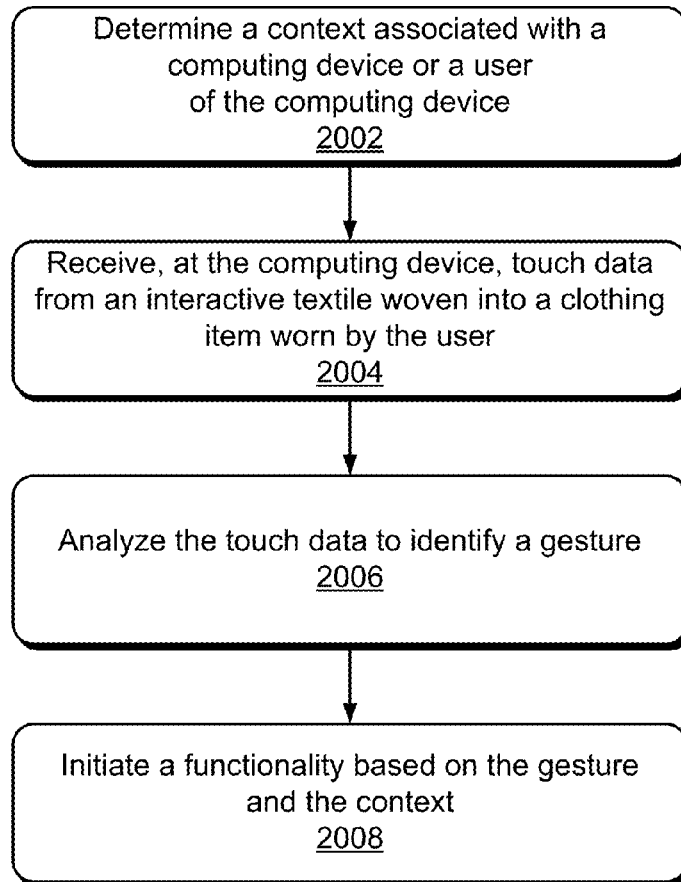 Determine a context associated with a
computing device or a user
of the computing device
2002
Receive, at the computing device, touch data
from an interactive textile woven into a clothing
item worn by the user
2004
Analyze the touch data to identify a gesture
2006
Initiate a functionality based on the gesture
and the context
2008